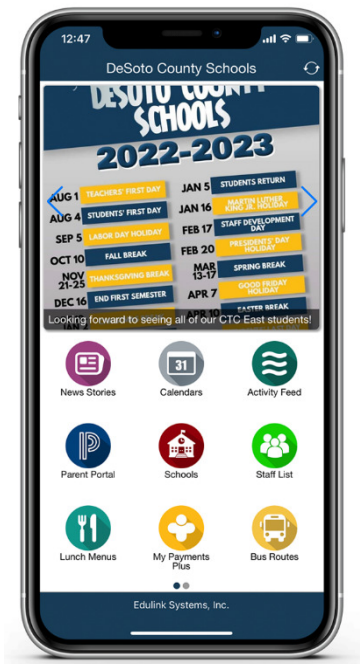 12:47
DeSoto County Schools
DESOTO COUNTY
SCHOOLS
2022-2023
AUG 1 TEACHERS' FIRST DAY
AUG 4 STUDENTS' FIRST DAY
SEP 5 LABOR DAY HOLIDAY
OCT 10 FALL BREAK
NOV 21-25 THANKSGIVING BREAK
DEC 16 END FIRST SEMESTER
JAN 5 STUDENTS RETURN
JAN 16 MARTIN LUTHER KING JR. HOLIDAY
FEB 17 STAFF DEVELOPMENT DAY
FEB 20 PRESIDENTS' DAY HOLIDAY
MAR 13-17 SPRING BREAK
APR 7 GOOD FRIDAY HOLIDAY
APR 10 EASTER BREAK
Looking forward to seeing all of our CTC East students!
31
News Stories Calendars Activity Feed
Parent Portal Schools Staff List
Lunch Menus My Payments Plus Bus Routes
Edulink Systems, Inc.